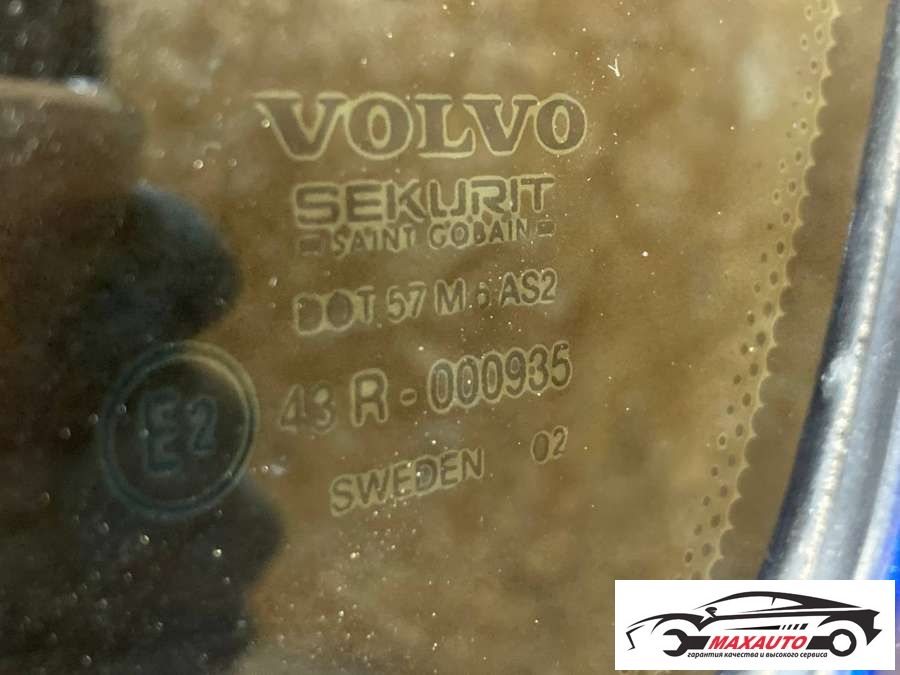 VOLVO
SEKURIT
SAINT GOBAIN
DOT 57 M AS2
E2
43 R - 000935
SWEDEN 02
MAXAUTO
гарантия качества и высокого сервиса